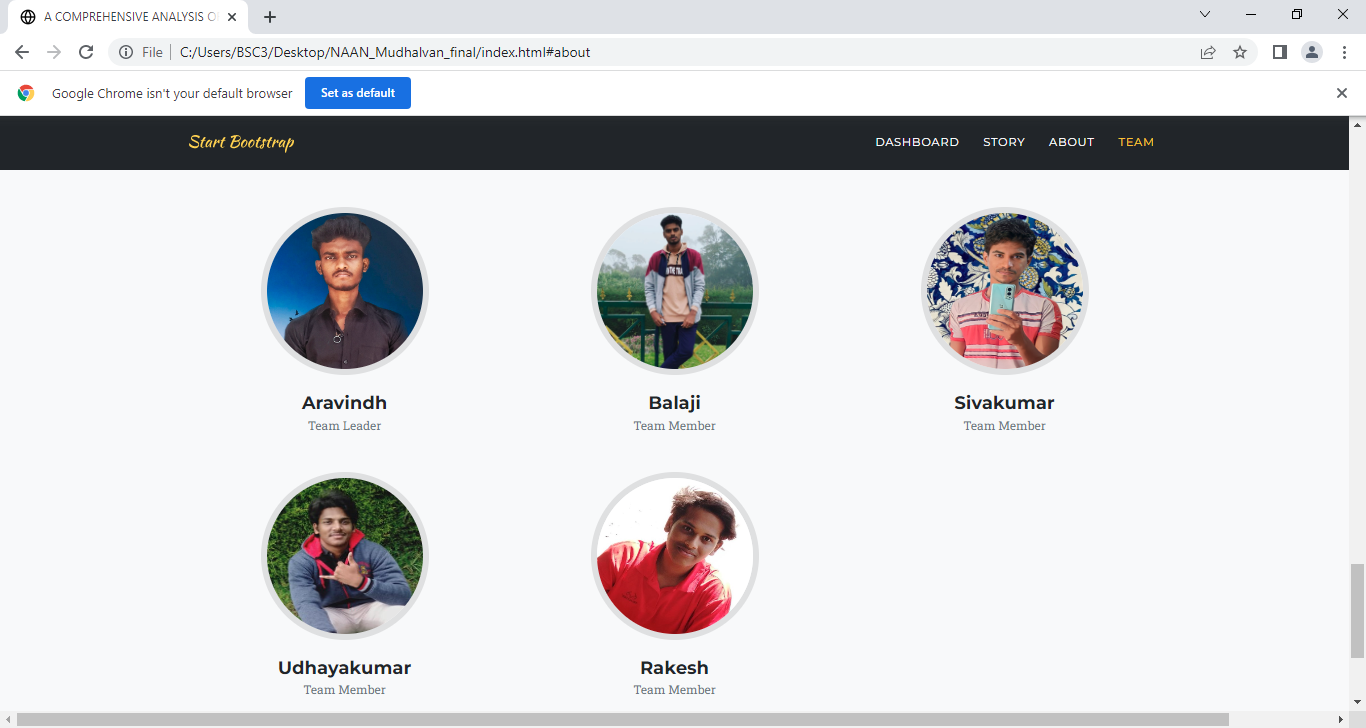 A COMPREHENSIVE ANALYSIS O
File C:/Users/BSC3/Desktop/NAAN_Mudhalvan_final/index.html#about
Google Chrome isn't your default browser Set as default
Start Bootstrap DASHBOARD STORY ABOUT TEAM
Aravindh Balaji Sivakumar
Team Leader Team Member Team Member
Udhayakumar Rakesh
Team Member Team Member